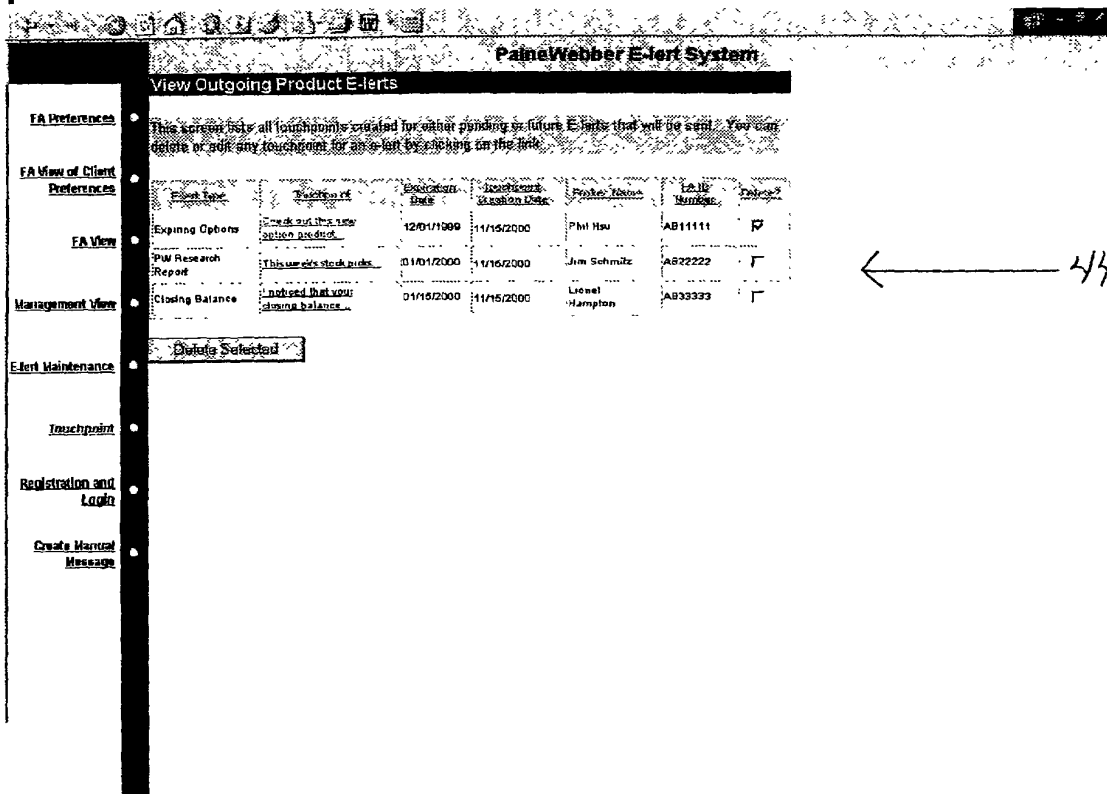 PaineWebber E-lert System
View Outgoing Product E-lerts
This screen lists all touchpoints created for either pending or future E-lerts that will be sent. You can
delete or edit any touchpoint for an e-lert by clicking on the link.
FA Preferences
FA View of Client
Preferences
FA View
Management View
E-lert Maintenance
Touchpoint
Registration and
Login
Create Manual
Message
Event Type
Touchpoint
Expiration
Date
Touchpoint
Creation Date
Broker Name
FA ID
Number
Delete?
Expiring Options
Check out this new
option product...
12/01/1999
11/15/2000
Phil Hsu
AB11111
PW Research
Report
This week's stock picks...
01/01/2000
11/16/2000
Jim Schmitz
AB22222
Closing Balance
I noticed that your
closing balance...
01/15/2000
11/15/2000
Lionel
Hampton
AB33333
Delete Selected